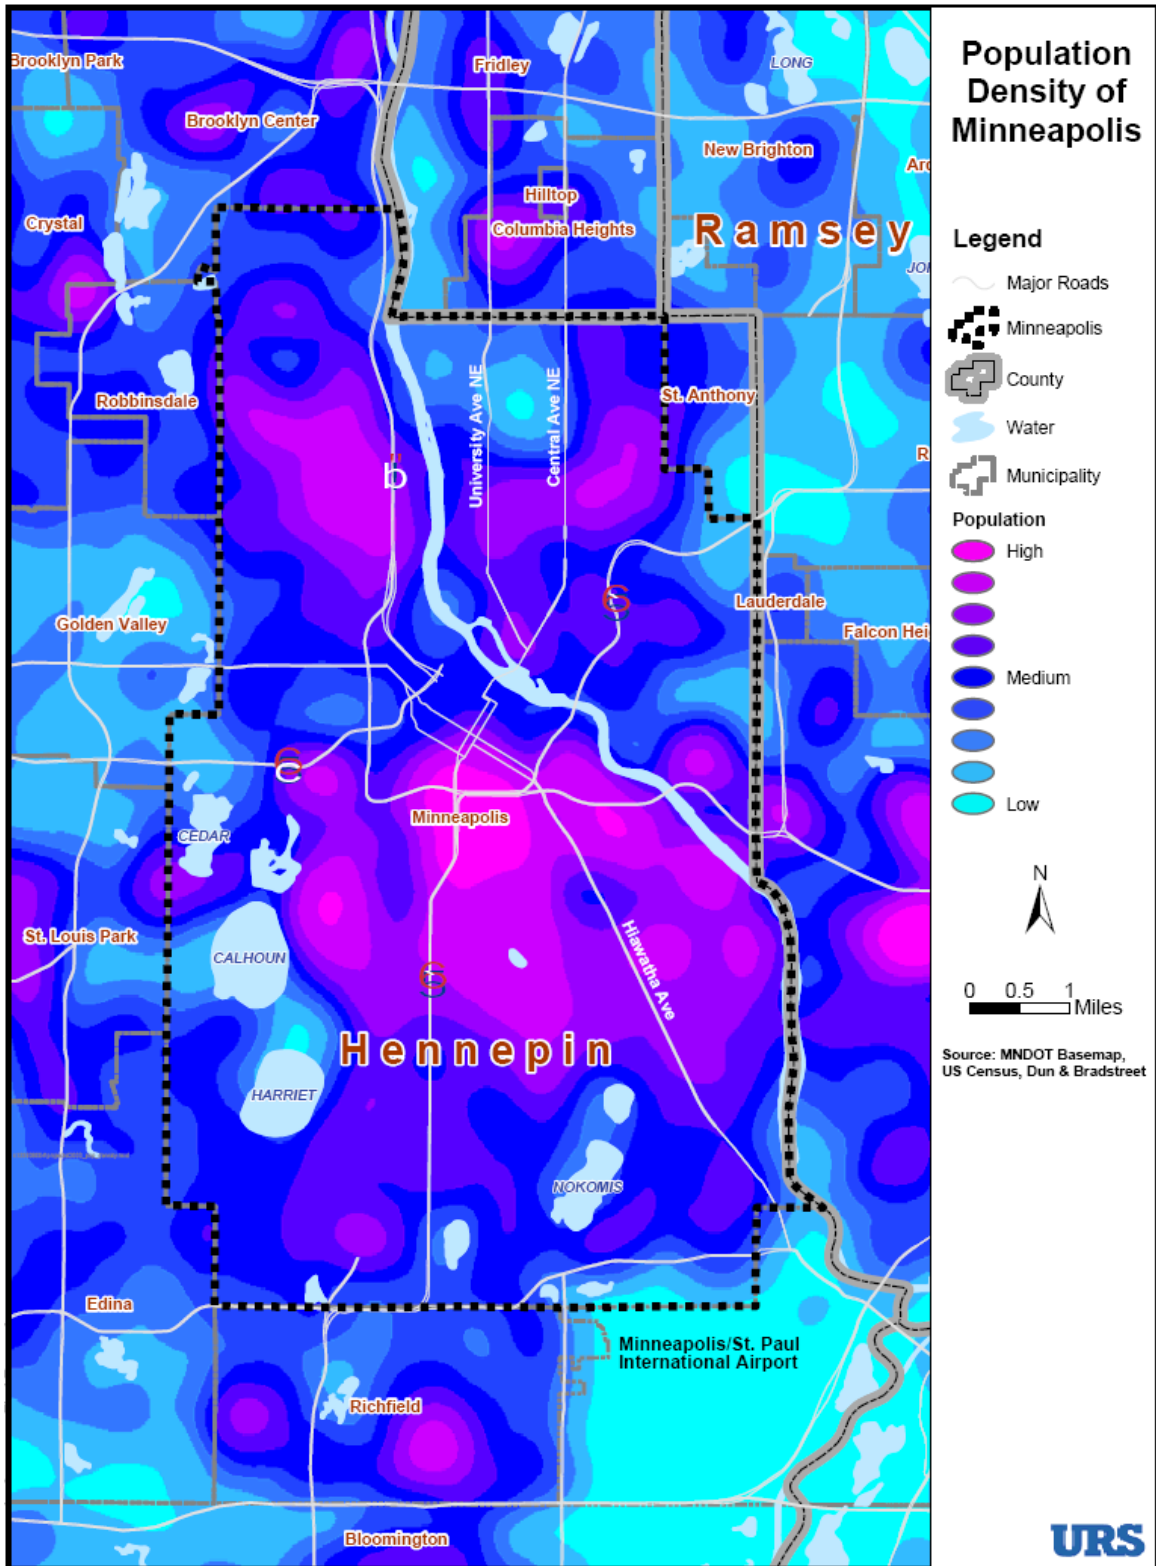 Population
Density of
Minneapolis
Legend
Major Roads
Minneapolis
County
Water
Municipality
Population
High
Medium
Low
N
0 0.5 1
Miles
Source: MNDOT Basemap,
US Census, Dun & Bradstreet
URS
Brooklyn Park
Fridley
LONG
Brooklyn Center
New Brighton
Hilltop
Crystal
Columbia Heights
Ramsey
Robbinsdale
St. Anthony
University Ave NE
Central Ave NE
Golden Valley
Lauderdale
Falcon Hei
Minneapolis
CEDAR
St. Louis Park
CALHOUN
Hiawatha Ave
Hennepin
HARRIET
NOKOMIS
Edina
Minneapolis/St. Paul
International Airport
Richfield
Bloomington